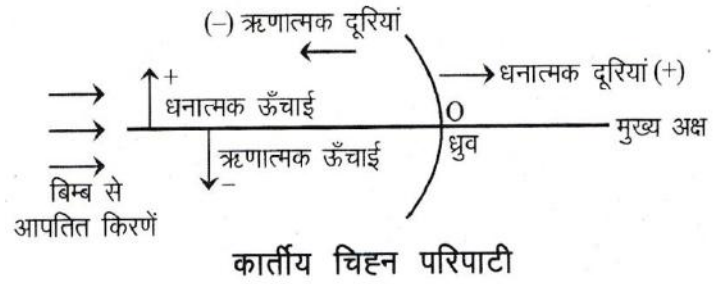 (–) ऋणात्मक दूरियां
धनात्मक दूरियां (+)
+
धनात्मक ऊँचाई
O
मुख्य अक्ष
ध्रुव
ऋणात्मक ऊँचाई
–
बिम्ब से
आपतित किरणें
कार्तीय चिह्न परिपाटी